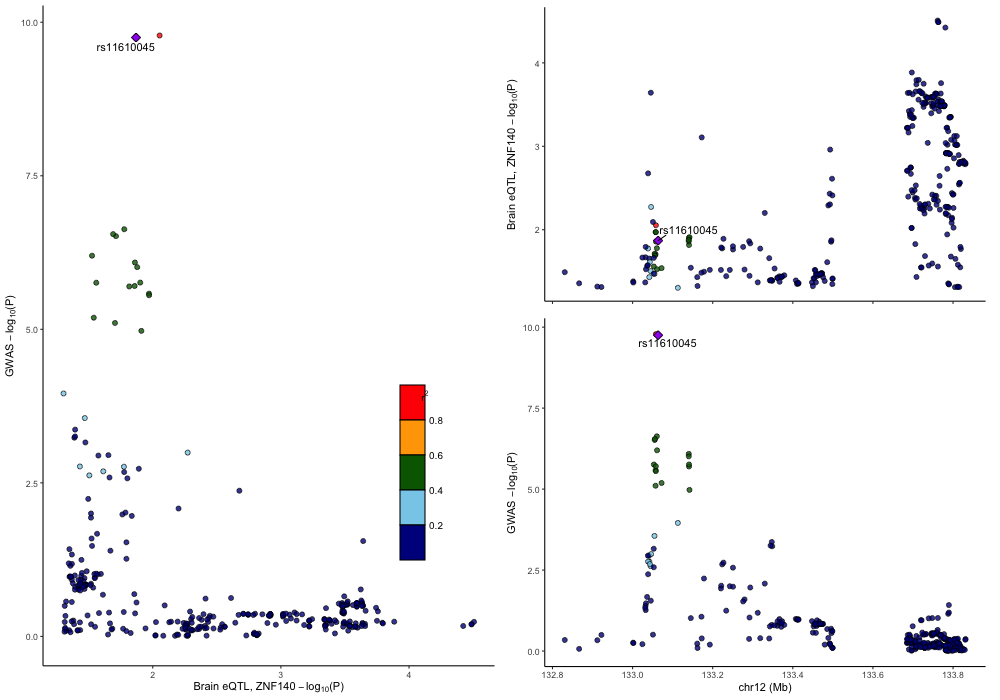 10.0
7.5
5.0
2.5
0.0
GWAS − log10(P)
rs11610045
r2
0.8
0.6
0.4
0.2
2
3
4
Brain eQTL, ZNF140 − log10(P)
4
3
2
Brain eQTL, ZNF140 − log10(P)
rs11610045
10.0
7.5
5.0
2.5
0.0
GWAS − log10(P)
rs11610045
132.8
133.0
133.2
133.4
133.6
133.8
chr12 (Mb)